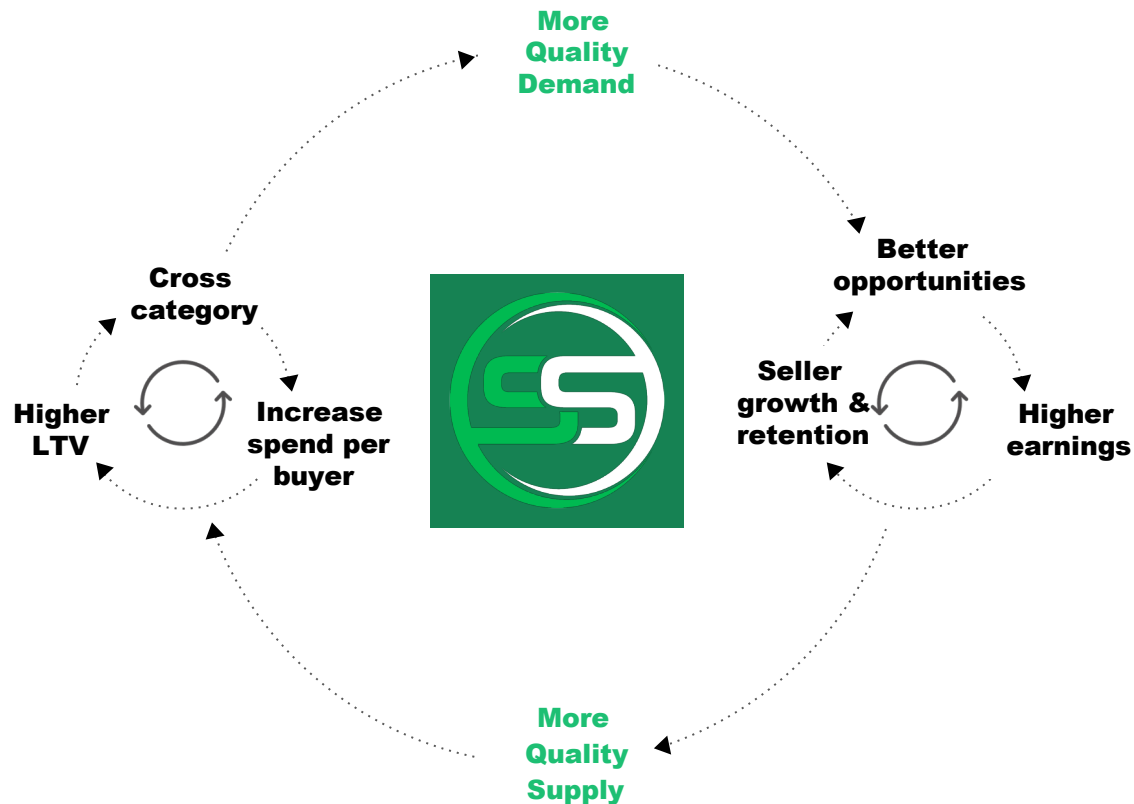 More
Quality
Demand
Better
opportunities
Cross
category
Seller
growth &
retention
Higher
LTV
Increase
spend per
buyer
Higher
earnings
SS
More
Quality
Supply